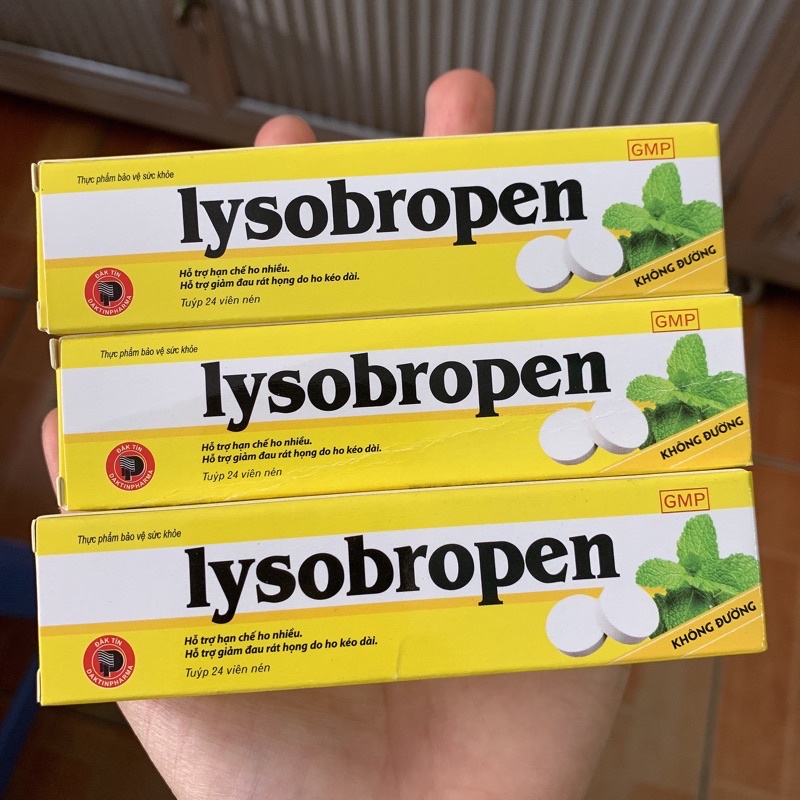 GMP
Thực phẩm bảo vệ sức khỏe
lysobropen
Hỗ trợ hạn chế ho nhiều.
Hỗ trợ giảm đau rát họng do ho kéo dài.
Tuýp 24 viên nén
ĐẮK TÍN
DAKTINPHARMA
KHÔNG ĐƯỜNG
GMP
Thực phẩm bảo vệ sức khỏe
lysobropen
Hỗ trợ hạn chế ho nhiều.
Hỗ trợ giảm đau rát họng do ho kéo dài.
Tuýp 24 viên nén
ĐẮK TÍN
DAKTINPHARMA
KHÔNG ĐƯỜNG
GMP
Thực phẩm bảo vệ sức khỏe
lysobropen
Hỗ trợ hạn chế ho nhiều.
Hỗ trợ giảm đau rát họng do ho kéo dài.
Tuýp 24 viên nén
ĐẮK TÍN
DAKTINPHARMA
KHÔNG ĐƯỜNG